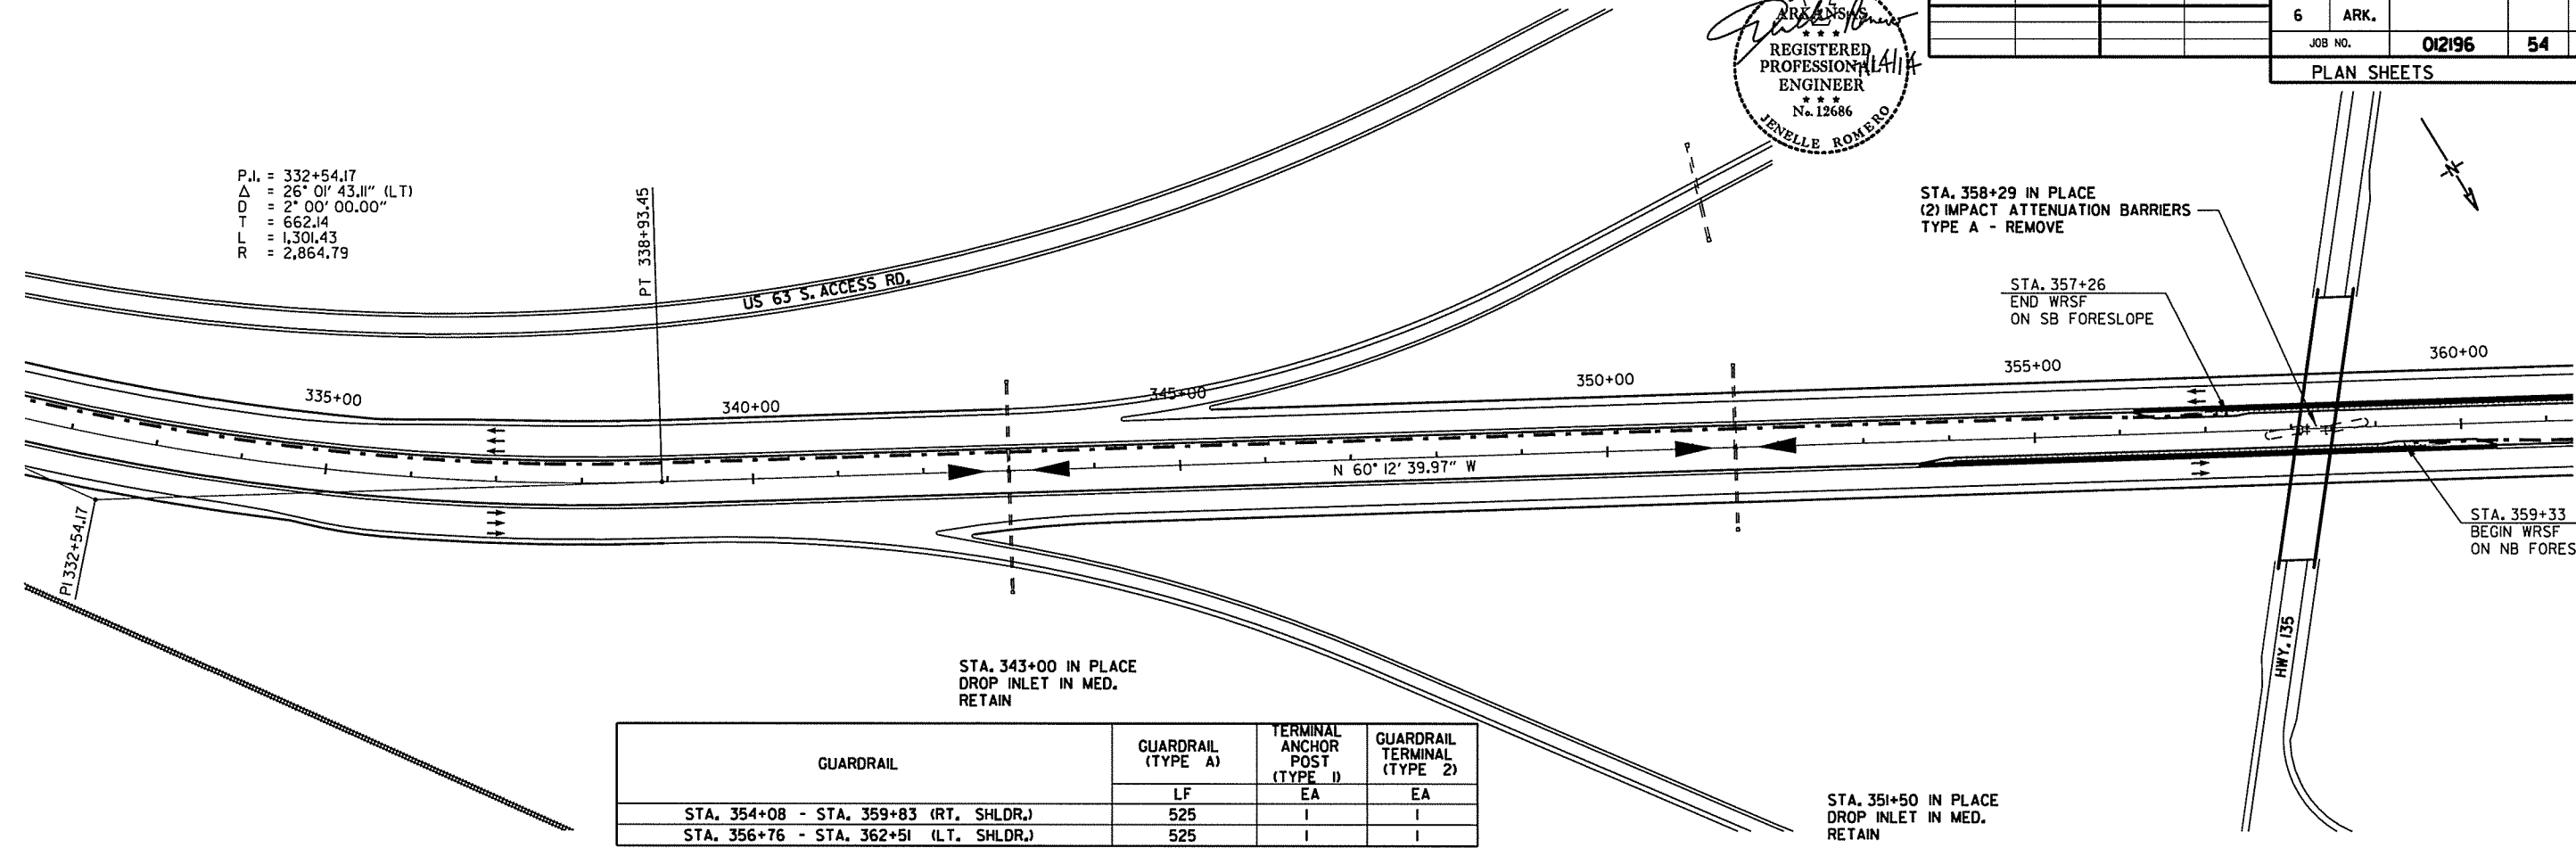 ARKANSAS
★ ★ ★
REGISTERED
PROFESSIONAL
ENGINEER
★ ★ ★
No. 12686
JENELLE ROMERO
6 ARK.
JOB NO. 012196 54
PLAN SHEETS
P.I. = 332+54.17
Δ = 26° 01' 43.11" (LT)
D = 2° 00' 00.00"
T = 662.14
L = 1,301.43
R = 2,864.79
PT 338+93.45
US 63 S. ACCESS RD.
STA. 358+29 IN PLACE
(2) IMPACT ATTENUATION BARRIERS
TYPE A - REMOVE
STA. 357+26
END WRSF
ON SB FORESLOPE
335+00
340+00
345+00
350+00
355+00
360+00
N 60° 12' 39.97" W
PI 332+54.17
STA. 359+33
BEGIN WRSF
ON NB FORES
HWY. 135
STA. 343+00 IN PLACE
DROP INLET IN MED.
RETAIN
STA. 351+50 IN PLACE
DROP INLET IN MED.
RETAIN
GUARDRAIL
GUARDRAIL
(TYPE A)
TERMINAL
ANCHOR
POST
(TYPE 1)
GUARDRAIL
TERMINAL
(TYPE 2)
LF EA EA
STA. 354+08 - STA. 359+83 (RT. SHLDR.) 525 1 1
STA. 356+76 - STA. 362+51 (LT. SHLDR.) 525 1 1